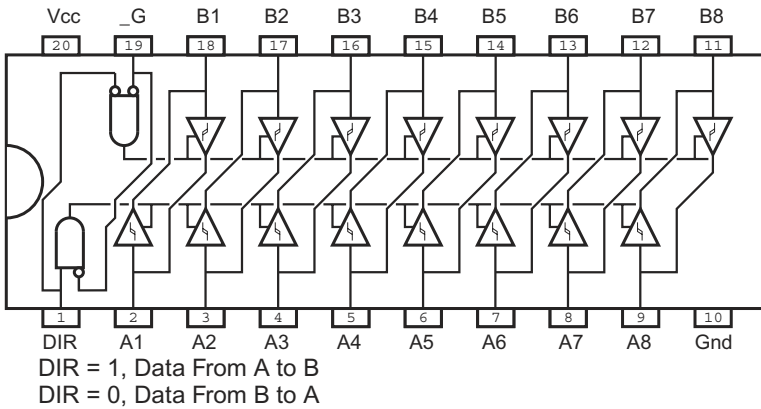 Vcc _G B1 B2 B3 B4 B5 B6 B7 B8
20 19 18 17 16 15 14 13 12 11
1 2 3 4 5 6 7 8 9 10
DIR A1 A2 A3 A4 A5 A6 A7 A8 Gnd
DIR = 1, Data From A to B
DIR = 0, Data From B to A